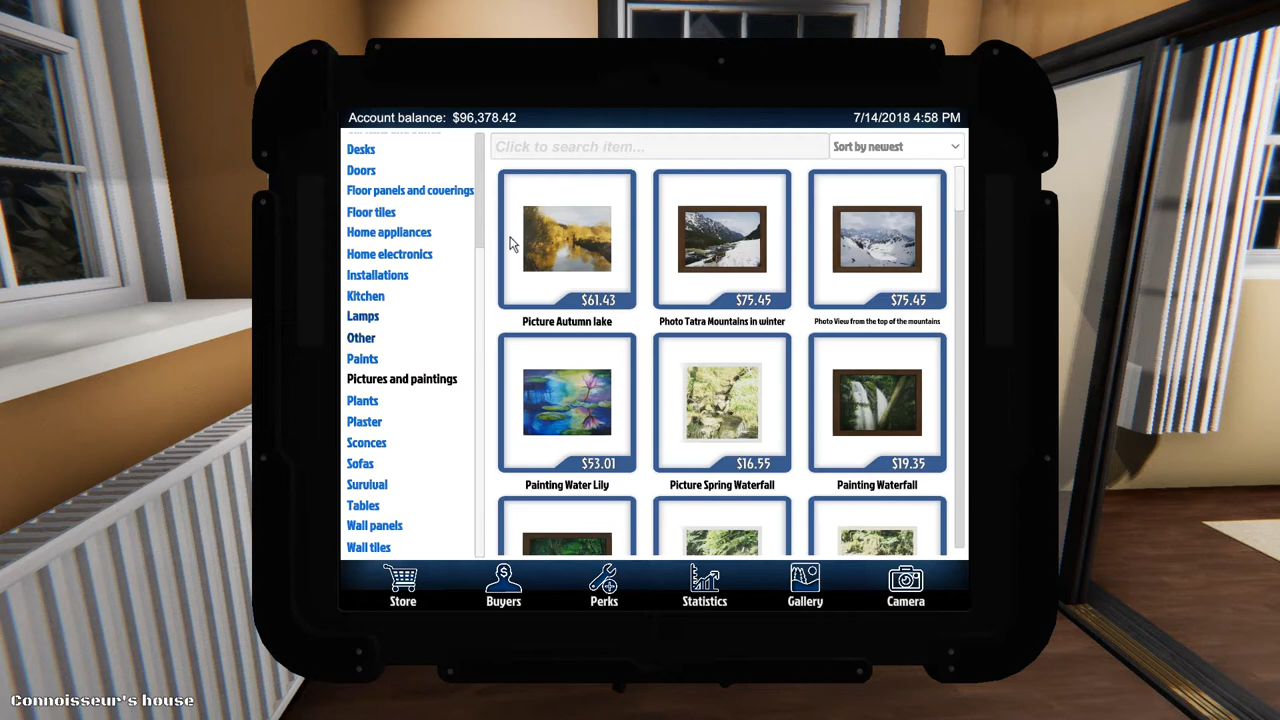 Account balance: $96,378.42
7/14/2018 4:58 PM
Desks
Doors
Floor panels and coverings
Floor tiles
Home appliances
Home electronics
Installations
Kitchen
Lamps
Other
Paints
Pictures and paintings
Plants
Plaster
Sconces
Sofas
Survival
Tables
Wall panels
Wall tiles
Click to search item...
Sort by newest
$61.43
$75.45
$75.45
Picture Autumn lake
Photo Tatra Mountains in winter
Photo View from the top of the mountains
$53.01
$16.55
$19.35
Painting Water Lily
Picture Spring Waterfall
Painting Waterfall
Store
Buyers
Perks
Statistics
Gallery
Camera
Connoisseur's house